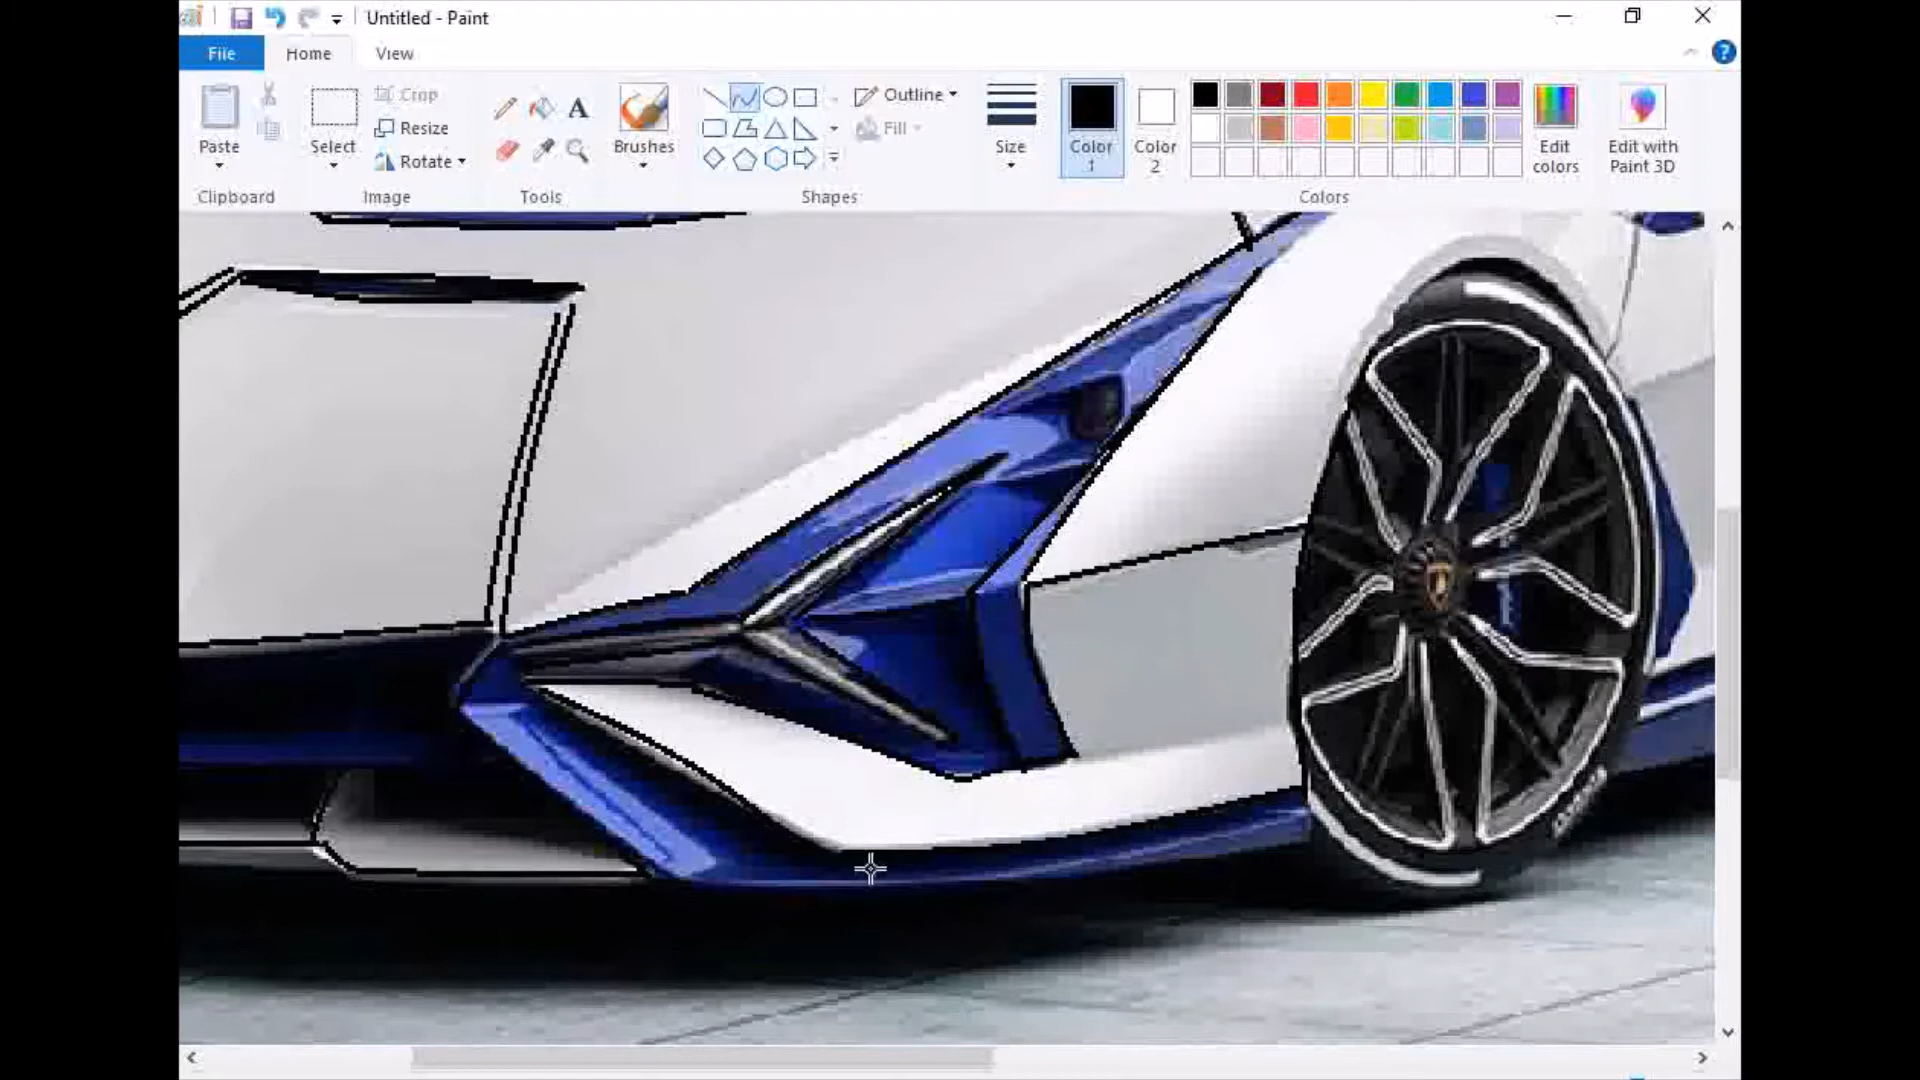 Untitled - Paint
File
Home
View
Paste
Clipboard
Select
Crop
Resize
Rotate
Image
A
Tools
Brushes
Shapes
Outline
Fill
Size
Color
1
Color
2
Colors
Edit
colors
Edit with
Paint 3D
?